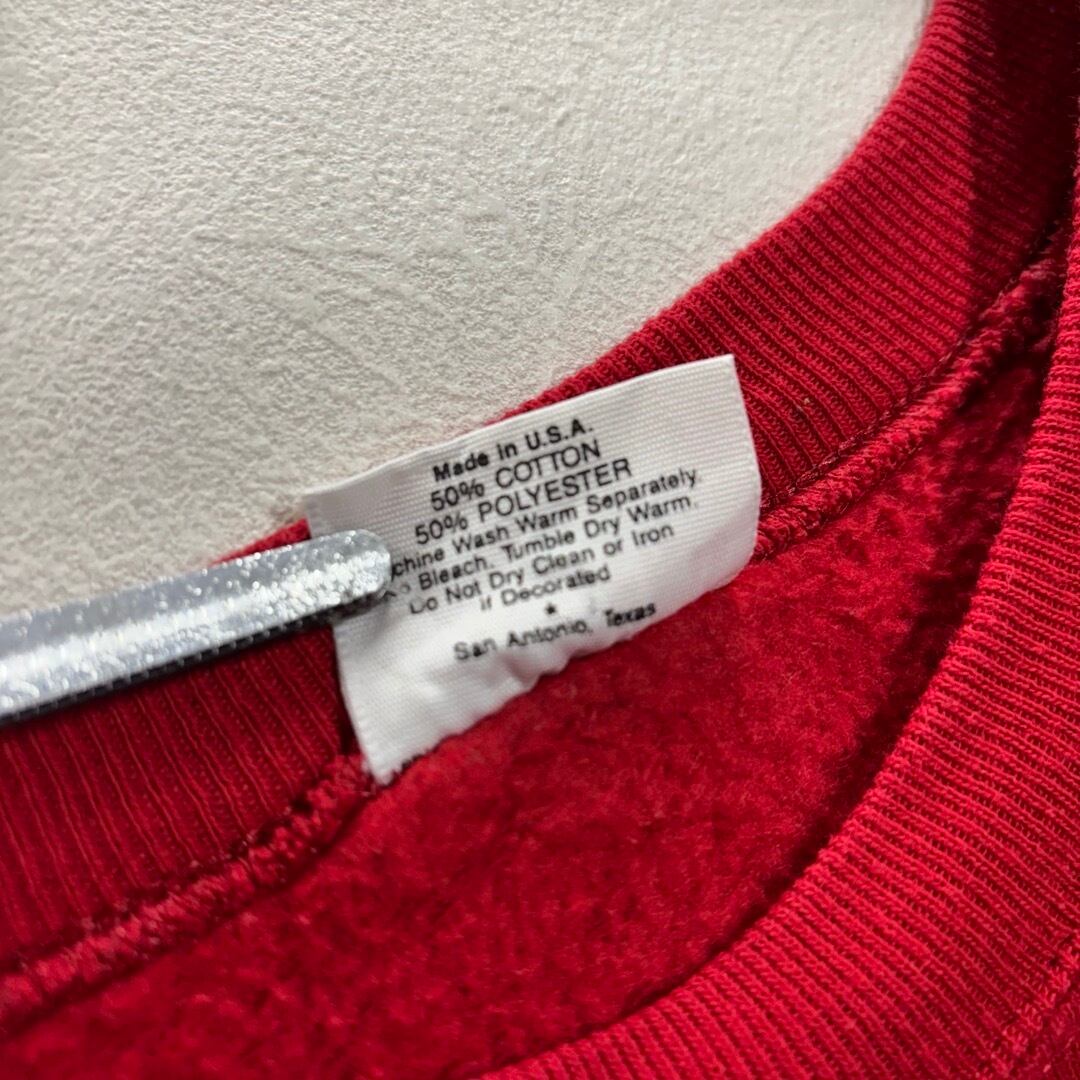 Made in U.S.A.
50% COTTON
50% POLYESTER
chine Wash Warm Separately.
Bleach. Tumble Dry Warm.
Do Not Dry Clean or Iron
If Decorated
*
San Antonio, Texas